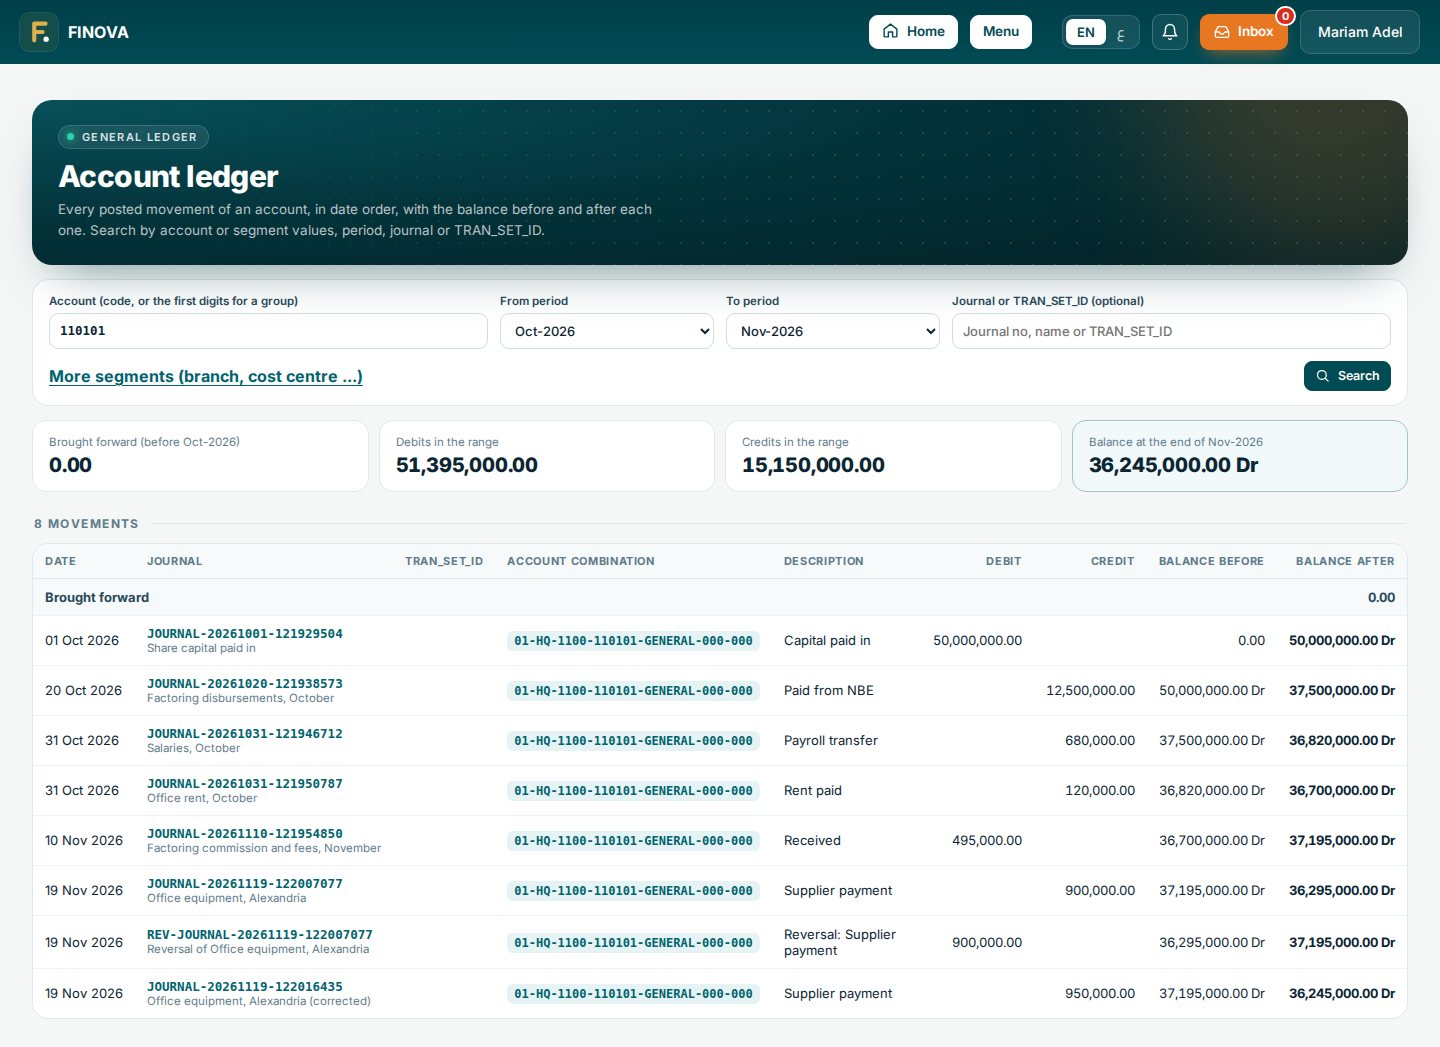 FINOVA
Home
Menu
EN
ع
Inbox
0
Mariam Adel
GENERAL LEDGER
Account ledger
Every posted movement of an account, in date order, with the balance before and after each
one. Search by account or segment values, period, journal or TRAN_SET_ID.
Account (code, or the first digits for a group)
From period
To period
Journal or TRAN_SET_ID (optional)
110101
Oct-2026
Nov-2026
Journal no, name or TRAN_SET_ID
More segments (branch, cost centre ...)
Search
Brought forward (before Oct-2026)
0.00
Debits in the range
51,395,000.00
Credits in the range
15,150,000.00
Balance at the end of Nov-2026
36,245,000.00 Dr
8 MOVEMENTS
DATE JOURNAL TRAN_SET_ID ACCOUNT COMBINATION DESCRIPTION DEBIT CREDIT BALANCE BEFORE BALANCE AFTER
Brought forward 0.00
01 Oct 2026 JOURNAL-20261001-121929504 01-HQ-1100-110101-GENERAL-000-000 Capital paid in 50,000,000.00 0.00 50,000,000.00 Dr
Share capital paid in
20 Oct 2026 JOURNAL-20261020-121938573 01-HQ-1100-110101-GENERAL-000-000 Paid from NBE 12,500,000.00 50,000,000.00 Dr 37,500,000.00 Dr
Factoring disbursements, October
31 Oct 2026 JOURNAL-20261031-121946712 01-HQ-1100-110101-GENERAL-000-000 Payroll transfer 680,000.00 37,500,000.00 Dr 36,820,000.00 Dr
Salaries, October
31 Oct 2026 JOURNAL-20261031-121950787 01-HQ-1100-110101-GENERAL-000-000 Rent paid 120,000.00 36,820,000.00 Dr 36,700,000.00 Dr
Office rent, October
10 Nov 2026 JOURNAL-20261110-121954850 01-HQ-1100-110101-GENERAL-000-000 Received 495,000.00 36,700,000.00 Dr 37,195,000.00 Dr
Factoring commission and fees, November
19 Nov 2026 JOURNAL-20261119-122007077 01-HQ-1100-110101-GENERAL-000-000 Supplier payment 900,000.00 37,195,000.00 Dr 36,295,000.00 Dr
Office equipment, Alexandria
19 Nov 2026 REV-JOURNAL-20261119-122007077 01-HQ-1100-110101-GENERAL-000-000 Reversal: Supplier payment 900,000.00 36,295,000.00 Dr 37,195,000.00 Dr
Reversal of Office equipment, Alexandria
19 Nov 2026 JOURNAL-20261119-122016435 01-HQ-1100-110101-GENERAL-000-000 Supplier payment 950,000.00 37,195,000.00 Dr 36,245,000.00 Dr
Office equipment, Alexandria (corrected)